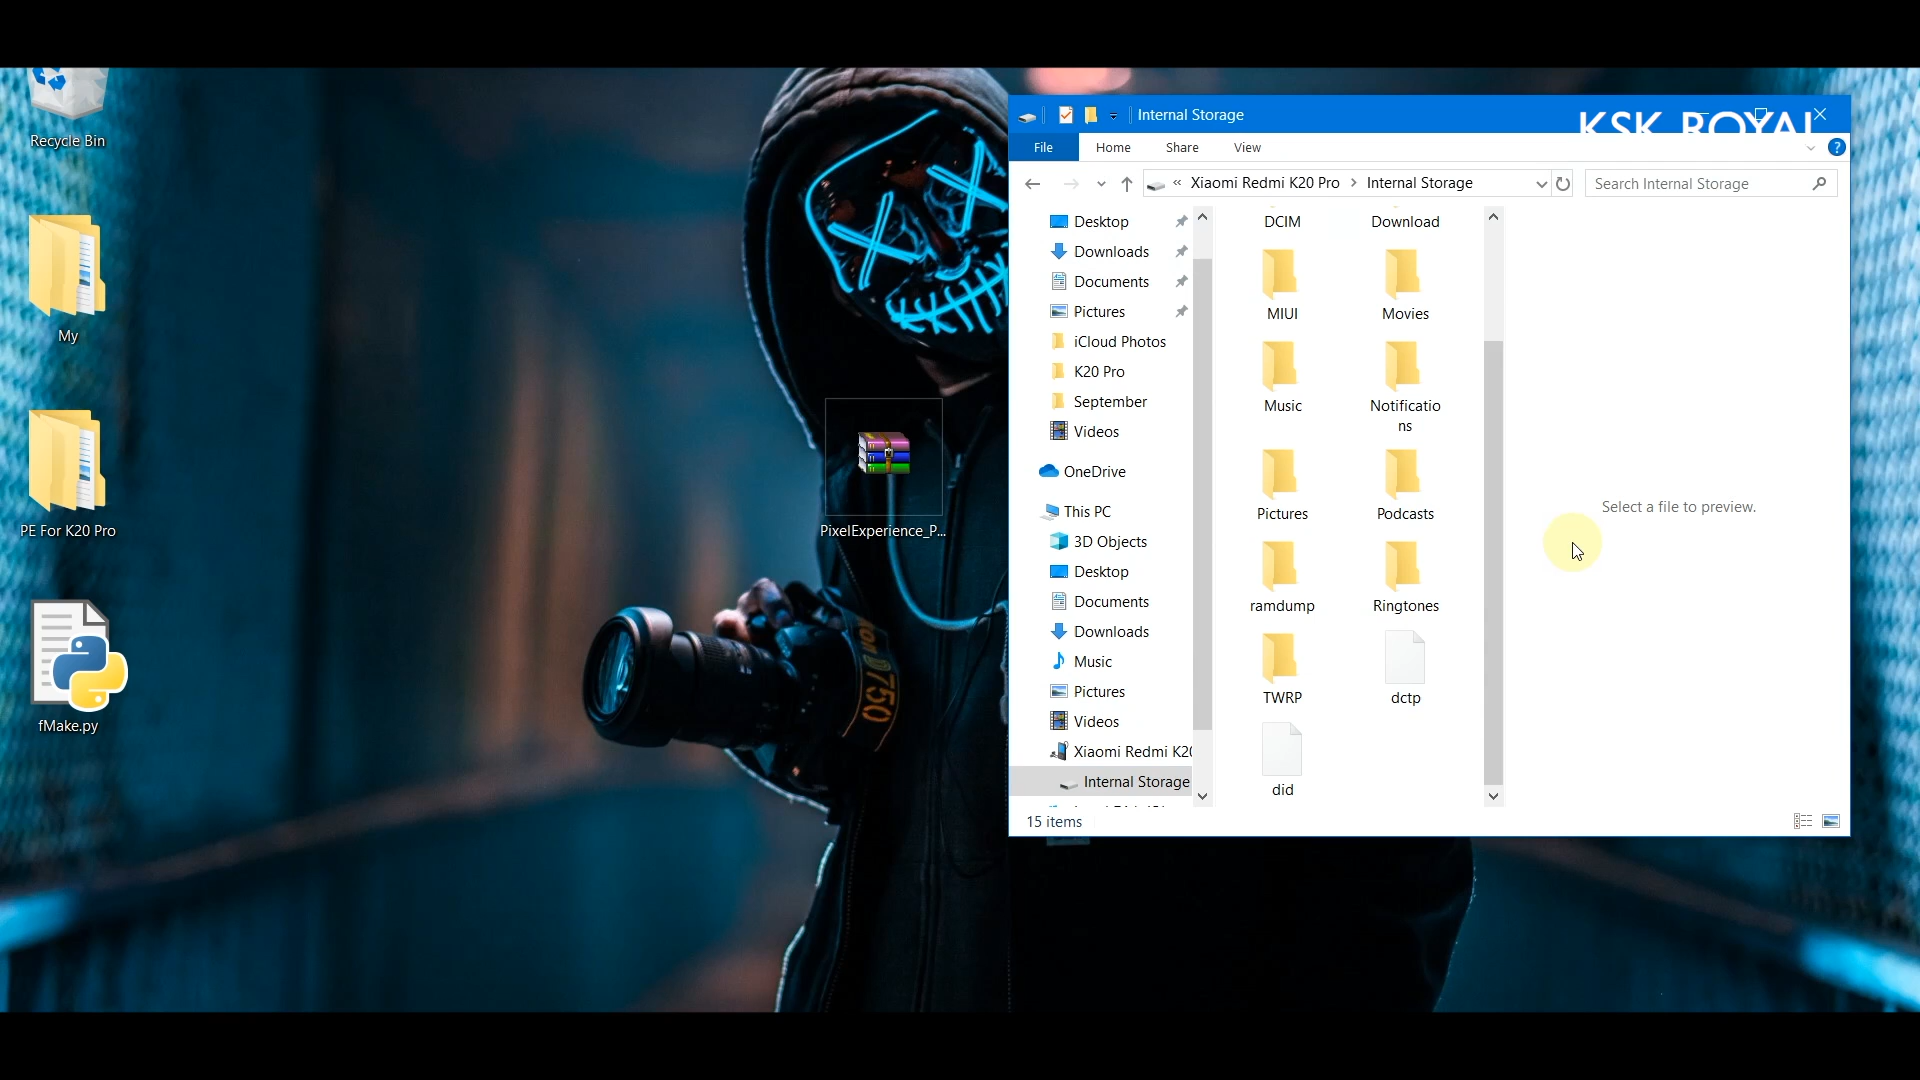 Recycle Bin
My
PE For K20 Pro
fMake.py
PixelExperience_P...
D750
Internal Storage
KSK ROYAL
File
Home
Share
View
Xiaomi Redmi K20 Pro
Internal Storage
Search Internal Storage
Desktop
Downloads
Documents
Pictures
iCloud Photos
K20 Pro
September
Videos
OneDrive
This PC
3D Objects
Desktop
Documents
Downloads
Music
Pictures
Videos
Xiaomi Redmi K20
Internal Storage
DCIM
Download
MIUI
Movies
Music
Notificatio
ns
Pictures
Podcasts
ramdump
Ringtones
TWRP
dctp
did
Select a file to preview.
15 items